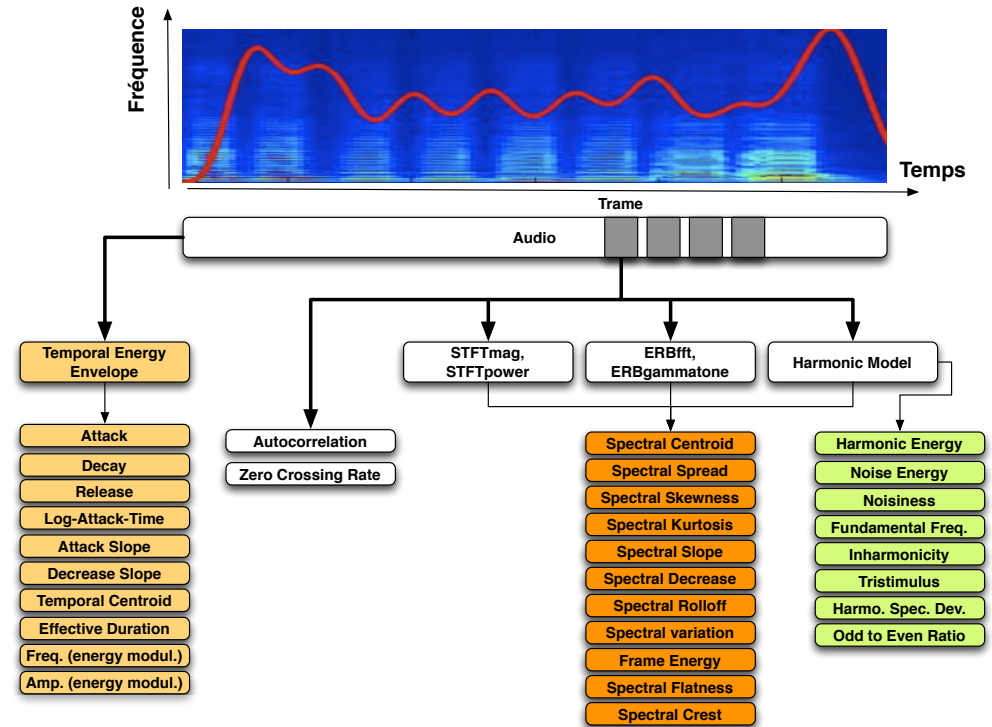 Fréquence
Temps
Trame
Audio
Temporal Energy
Envelope
STFTmag,
STFTpower
ERBfft,
ERBgammatone
Harmonic Model
Attack
Decay
Release
Log-Attack-Time
Attack Slope
Decrease Slope
Temporal Centroid
Effective Duration
Freq. (energy modul.)
Amp. (energy modul.)
Autocorrelation
Zero Crossing Rate
Spectral Centroid
Spectral Spread
Spectral Skewness
Spectral Kurtosis
Spectral Slope
Spectral Decrease
Spectral Rolloff
Spectral variation
Frame Energy
Spectral Flatness
Spectral Crest
Harmonic Energy
Noise Energy
Noisiness
Fundamental Freq.
Inharmonicity
Tristimulus
Harmo. Spec. Dev.
Odd to Even Ratio